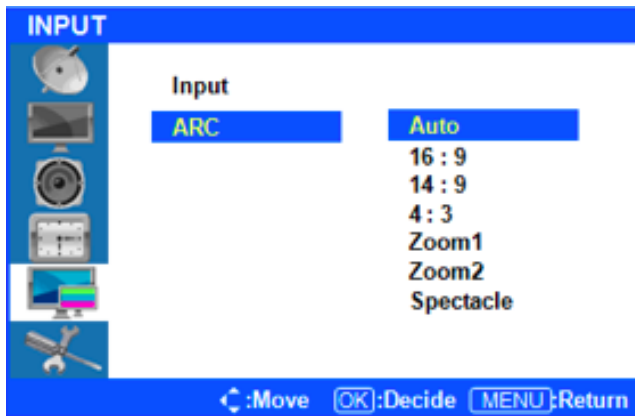 INPUT
Input
ARC
Auto
16 : 9
14 : 9
4 : 3
Zoom1
Zoom2
Spectacle
:Move OK:Decide MENU:Return